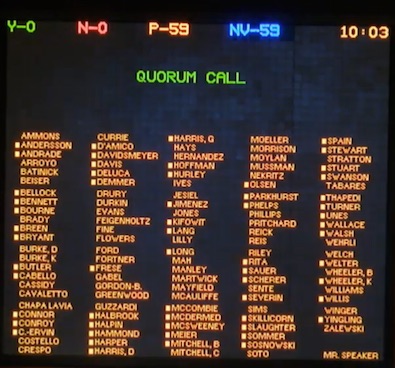 Y-0 N-0 P-59 NV-59 10:03
QUORUM CALL
AMMONS
ANDERSSON
ANDRADE
ARROYO
BATINICK
BEISER
BELLOCK
BENNETT
BOURNE
BRADY
BREEN
BRYANT
BURKE, D
BURKE, K
BUTLER
CABELLO
CASSIDY
CAVALETTO
CHAPA LAVIA
CONNOR
CONROY
C.-ERVIN
COSTELLO
CRESPO
CURRIE
D'AMICO
DAVIDSMEYER
DAVIS
DELUCA
DEMMER
DRURY
DURKIN
EVANS
FEIGENHOLTZ
FINE
FLOWERS
FORD
FORTNER
FRESE
GABEL
GORDON-B.
GREENWOOD
GUZZARDI
HALBROOK
HALPIN
HAMMOND
HARPER
HARRIS, D
HARRIS, G
HAYS
HERNANDEZ
HOFFMAN
HURLEY
IVES
JESIEL
JIMENEZ
JONES
KIFOWIT
LANG
LILLY
LONG
MAH
MANLEY
MARTWICK
MAYFIELD
MCAULIFFE
MCCOMBIE
MCDERMED
MCSWEENEY
MEIER
MITCHELL, B
MITCHELL, C
MOELLER
MORRISON
MOYLAN
MUSSMAN
NEKRITZ
OLSEN
PARKHURST
PHELPS
PHILLIPS
PRITCHARD
REICK
REIS
RILEY
RITA
SAUER
SCHERER
SENTE
SEVERIN
SIMS
SKILLICORN
SLAUGHTER
SOMMER
SOSNOWSKI
SOTO
SPAIN
STEWART
STRATTON
STUART
SWANSON
TABARES
THAPEDI
TURNER
UNES
WALLACE
WALSH
WEHRLI
WELCH
WELTER
WHEELER, B
WHEELER, K
WILLIAMS
WILLIS
WINGER
YINGLING
ZALEWSKI
MR. SPEAKER